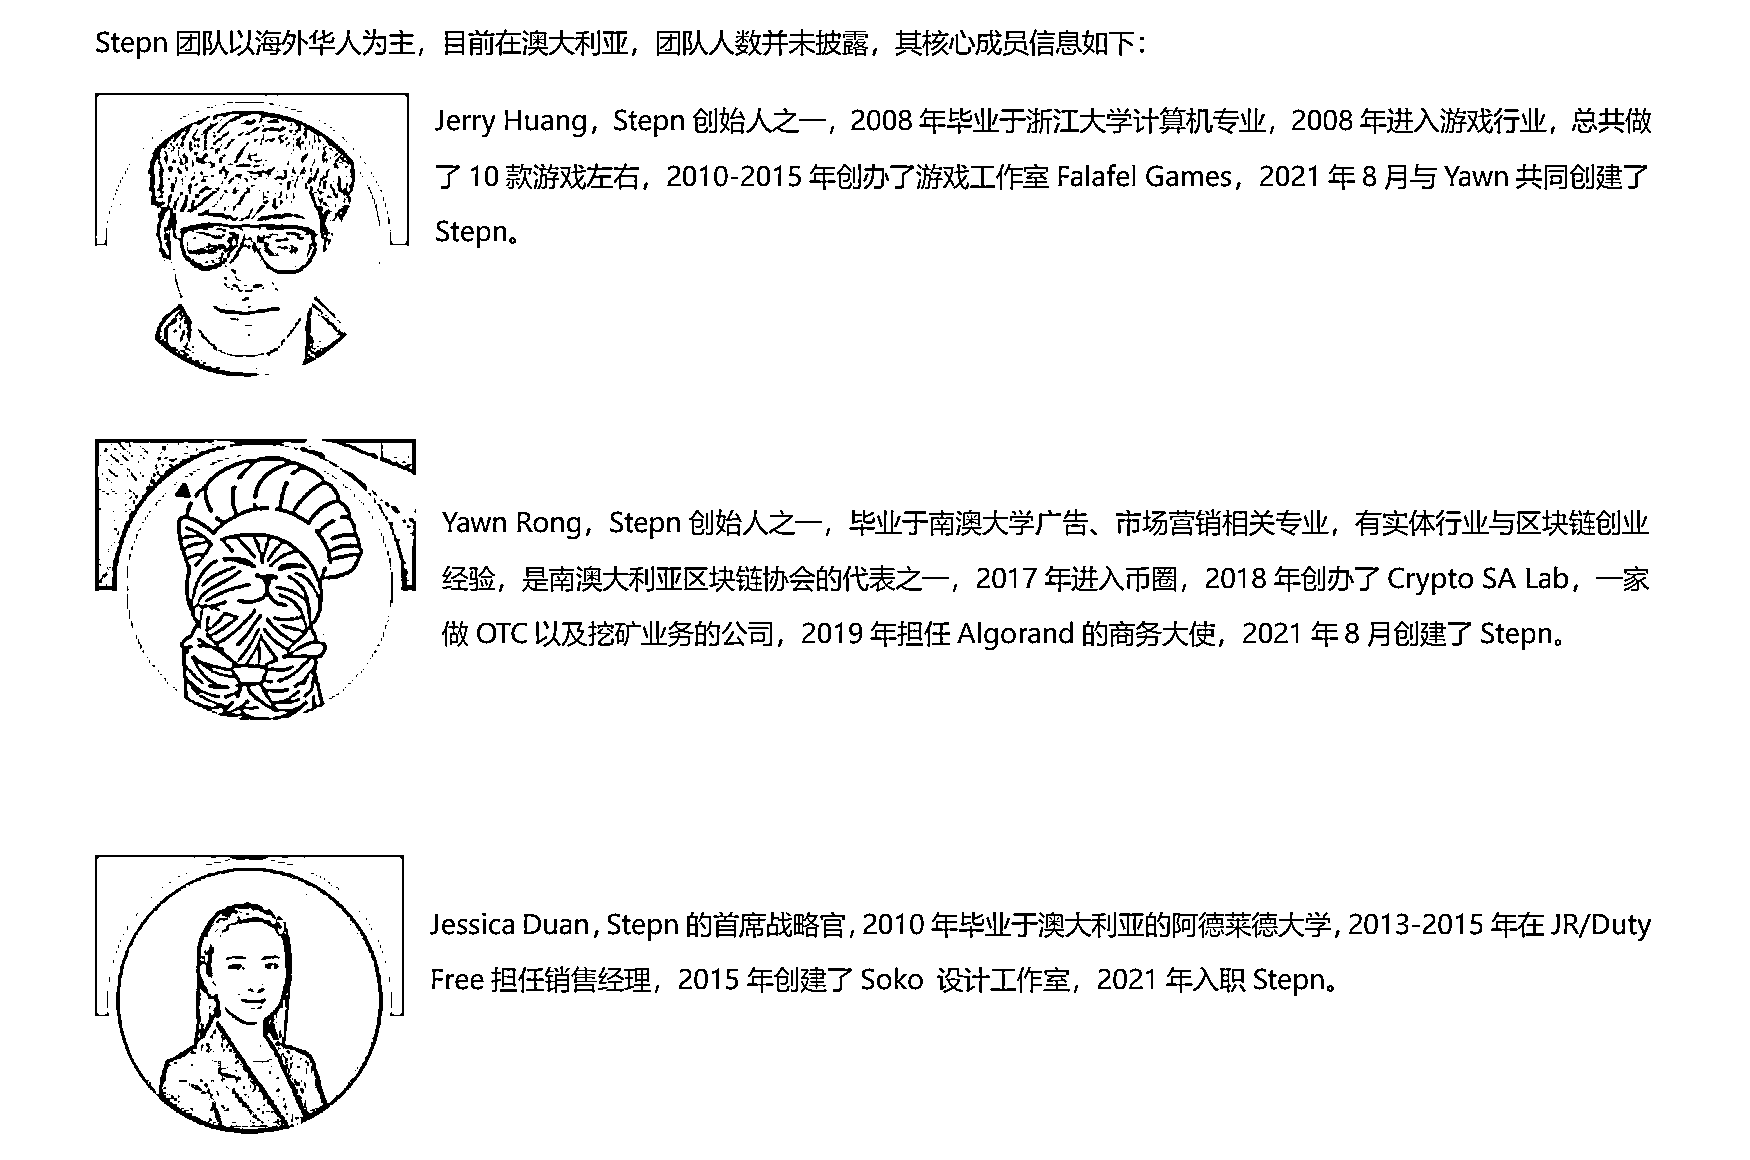 Stepn 团队以海外华人为主，目前在澳大利亚，团队人数并未披露，其核心成员信息如下：
Jerry Huang，Stepn 创始人之一，2008 年毕业于浙江大学计算机专业，2008 年进入游戏行业，总共做
了 10 款游戏左右，2010-2015 年创办了游戏工作室 Falafel Games，2021 年 8 月与 Yawn 共同创建了
Stepn。
Yawn Rong，Stepn 创始人之一，毕业于南澳大学广告、市场营销相关专业，有实体行业与区块链创业
经验，是南澳大利亚区块链协会的代表之一，2017 年进入币圈，2018 年创办了 Crypto SA Lab，一家
做 OTC 以及挖矿业务的公司，2019 年担任 Algorand 的商务大使，2021 年 8 月创建了 Stepn。
Jessica Duan，Stepn 的首席战略官，2010 年毕业于澳大利亚的阿德莱德大学，2013-2015 年在 JR/Duty
Free 担任销售经理，2015 年创建了 Soko 设计工作室，2021 年入职 Stepn。